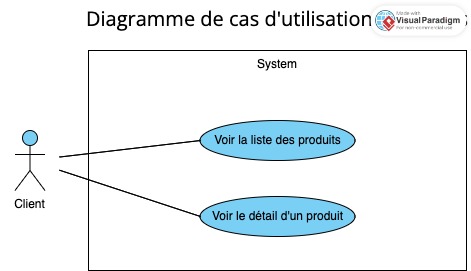 Diagramme de cas d'utilisation
Made with
Visual Paradigm
For non-commercial use
System
Voir la liste des produits
Client
Voir le détail d'un produit